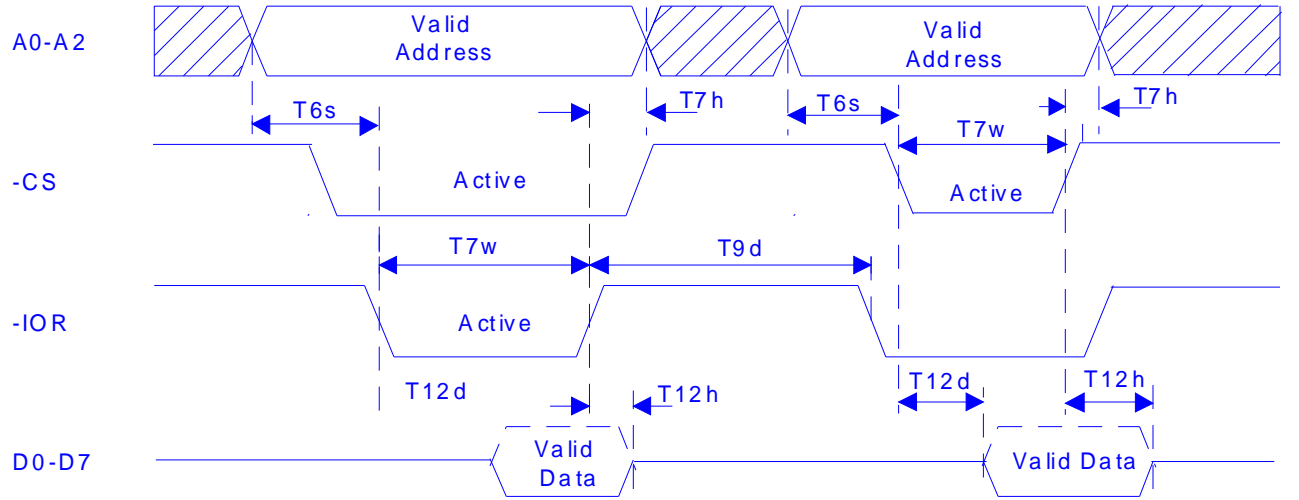 A0-A2
Valid
Address
Valid
Address
T6s
T7h
T6s
T7h
T7w
-CS
Active
Active
T7w
T9d
-IOR
Active
T12d
T12h
T12d
T12h
D0-D7
Valid
Data
Valid Data